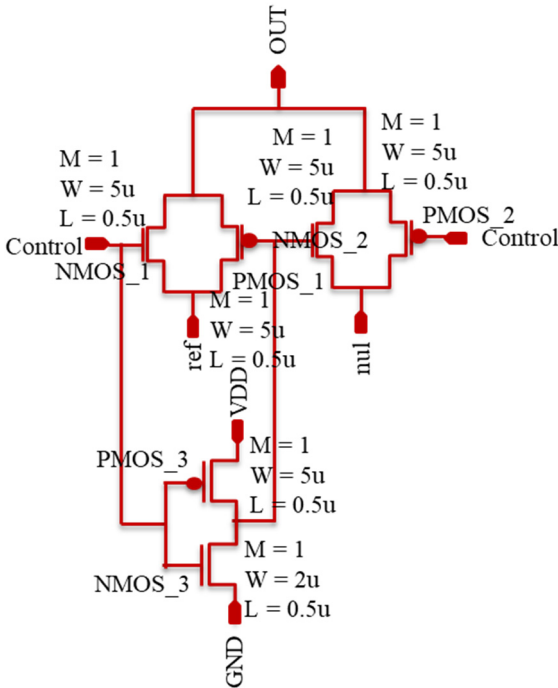 OUT
M = 1
W = 5u
L = 0.5u
M = 1
W = 5u
L = 0.5u
M = 1
W = 5u
L = 0.5u
Control
NMOS_1
NMOS_2
PMOS_2
Control
PMOS_1
M = 1
W = 5u
L = 0.5u
ref
nul
VDD
PMOS_3
M = 1
W = 5u
L = 0.5u
NMOS_3
M = 1
W = 2u
L = 0.5u
GND